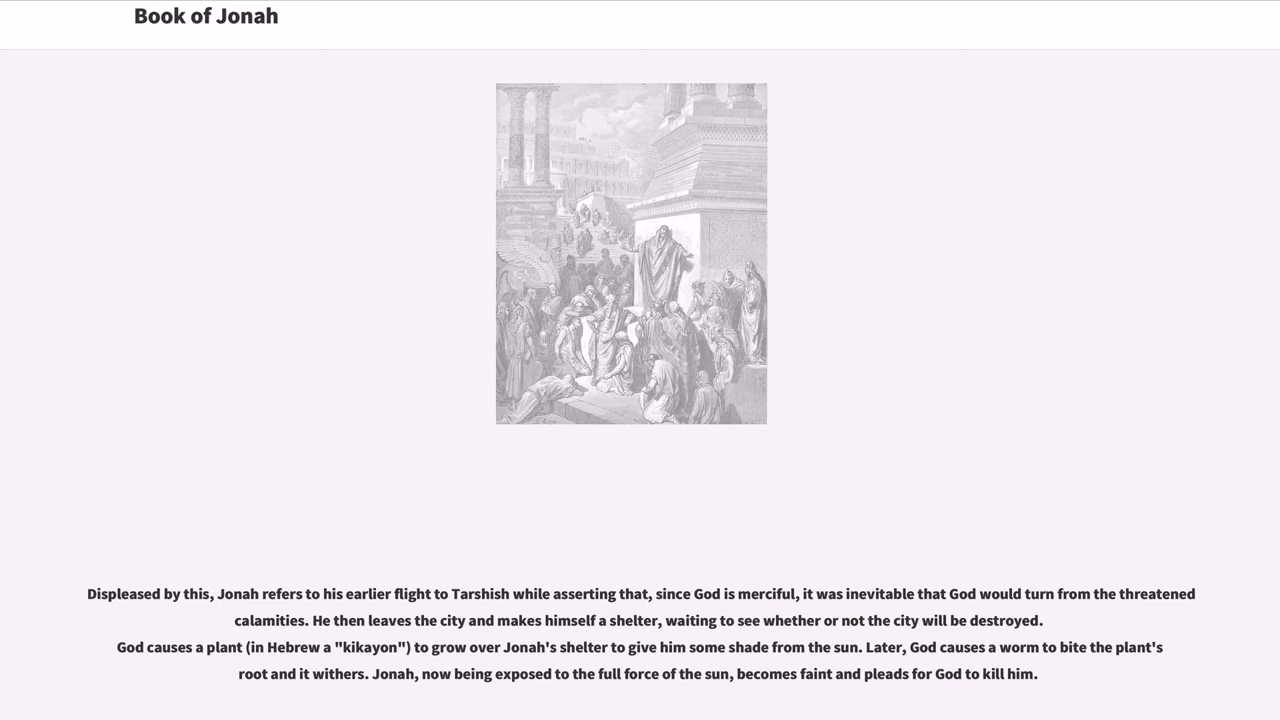 Book of Jonah
Displeased by this, Jonah refers to his earlier flight to Tarshish while asserting that, since God is merciful, it was inevitable that God would turn from the threatened
calamities. He then leaves the city and makes himself a shelter, waiting to see whether or not the city will be destroyed.
God causes a plant (in Hebrew a "kikayon") to grow over Jonah's shelter to give him some shade from the sun. Later, God causes a worm to bite the plant's
root and it withers. Jonah, now being exposed to the full force of the sun, becomes faint and pleads for God to kill him.